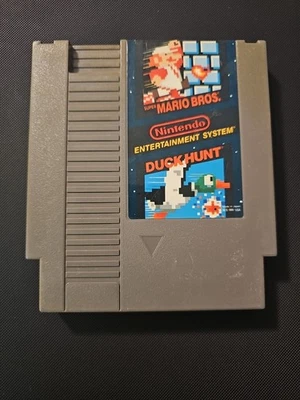 SUPER
MARIO BROS.
Nintendo
ENTERTAINMENT SYSTEM
DUCK HUNT